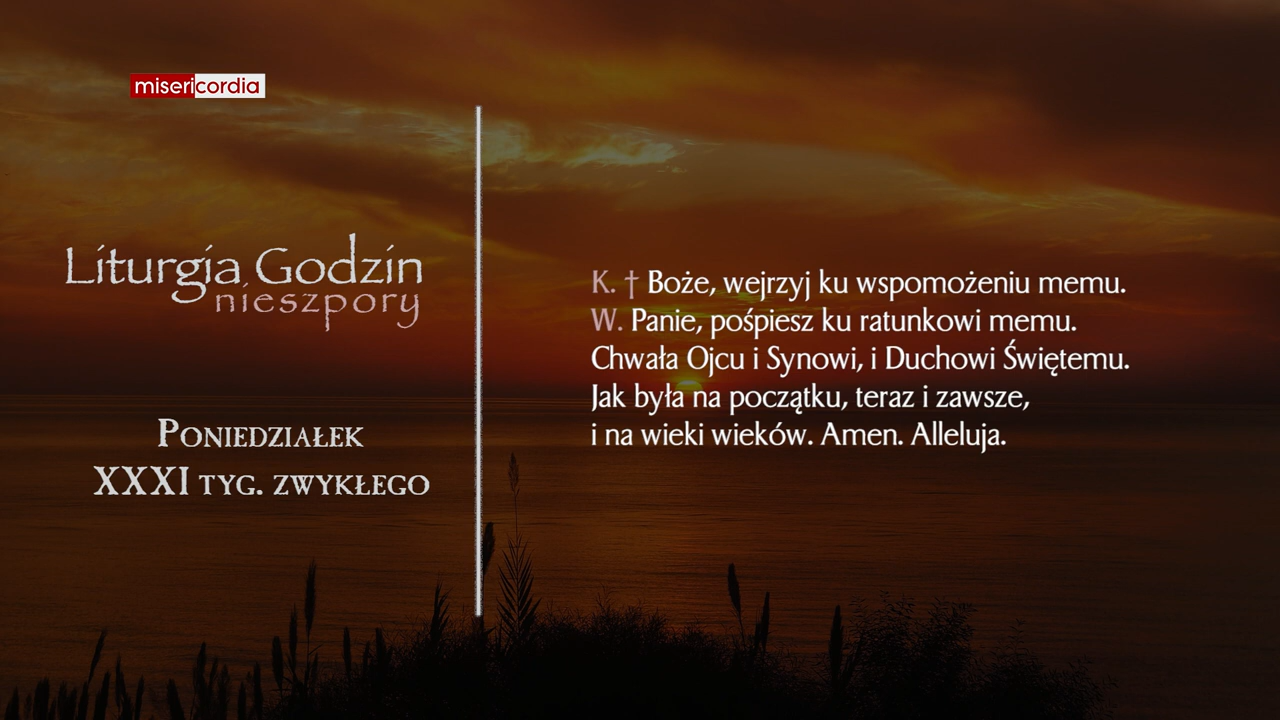 misericordia
Liturgia Godzin
nieszpory
Poniedziałek
XXXI tyg. zwykłego
K. † Boże, wejrzyj ku wspomożeniu memu.
W. Panie, pośpiesz ku ratunkowi memu.
Chwała Ojcu i Synowi, i Duchowi Świętemu.
Jak była na początku, teraz i zawsze,
i na wieki wieków. Amen. Alleluja.